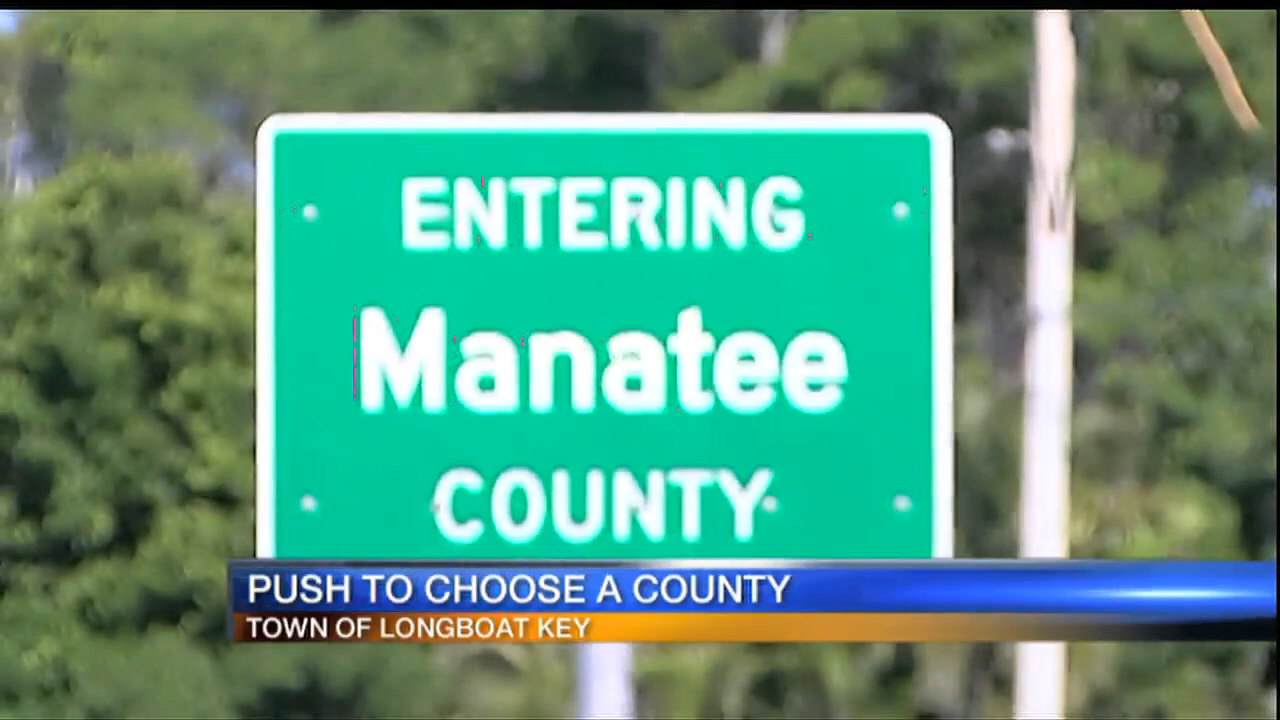 ENTERING
Manatee
COUNTY
PUSH TO CHOOSE A COUNTY
TOWN OF LONGBOAT KEY